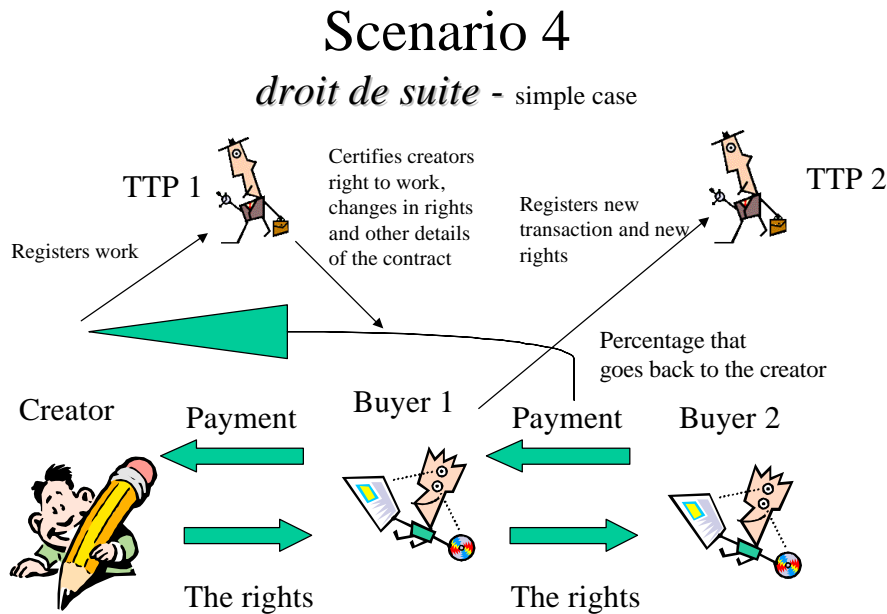 Scenario 4
droit de suite - simple case
TTP 1
Certifies creators
right to work,
changes in rights
and other details
of the contract
TTP 2
Registers new
transaction and new
rights
Registers work
Percentage that
goes back to the creator
Creator
Payment
Buyer 1
Payment
Buyer 2
The rights
The rights